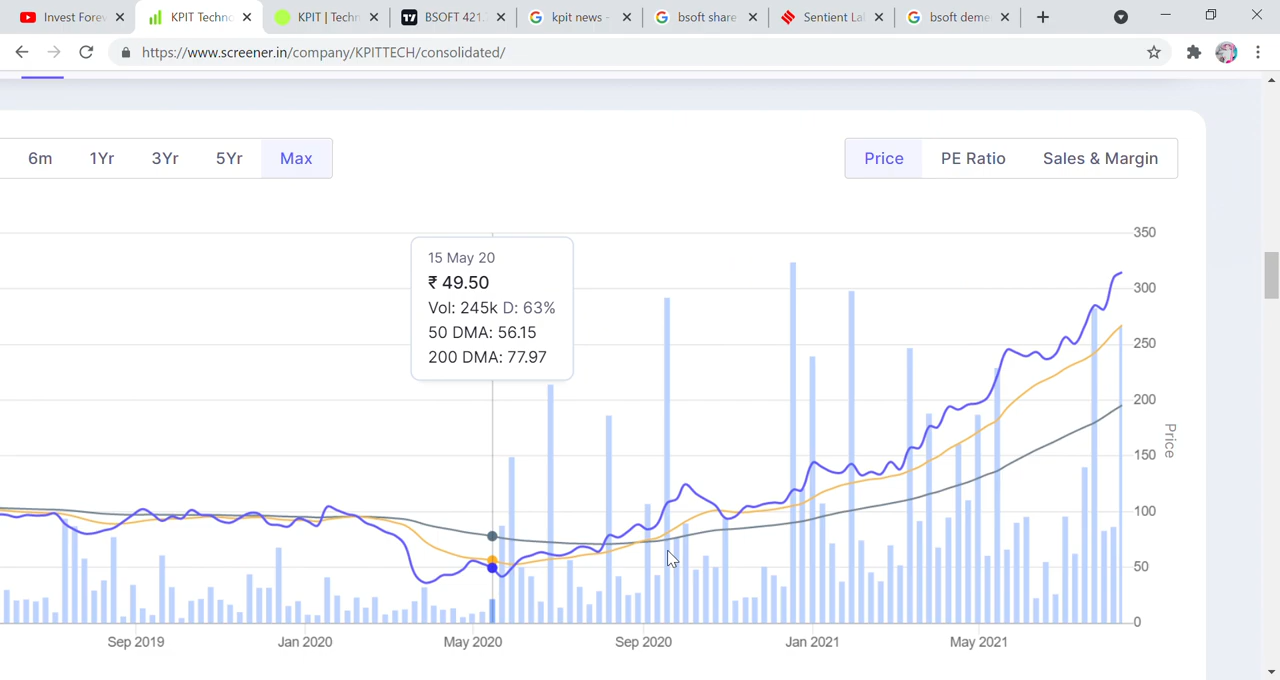 Invest Forev
KPIT Techno
KPIT | Techn
BSOFT 421.
kpit news -
bsoft share
Sentient La
bsoft deme
https://www.screener.in/company/KPITTECH/consolidated/
6m 1Yr 3Yr 5Yr Max
Price PE Ratio Sales & Margin
15 May 20
₹ 49.50
Vol: 245k D: 63%
50 DMA: 56.15
200 DMA: 77.97
350
300
250
200
150
100
50
0
Price
Sep 2019 Jan 2020 May 2020 Sep 2020 Jan 2021 May 2021